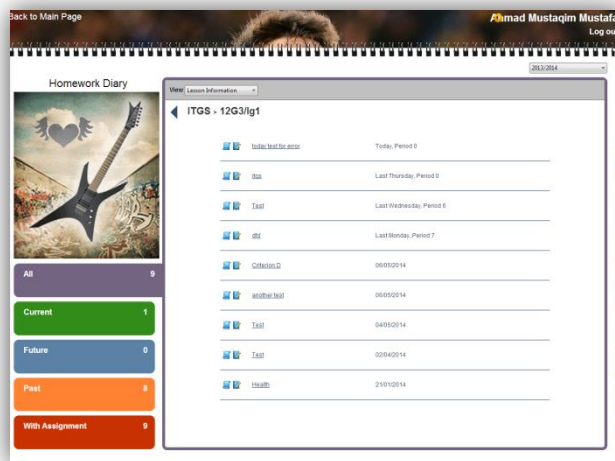 Back to Main Page
Ahmad Mustaqim Mustafa
Log ou
2013/2014
Homework Diary
View Lesson Information
ITGS > 12G3/Ig1
today test for error Today, Period 0
itgs Last Thursday, Period 0
Test Last Wednesday, Period 6
dfd Last Monday, Period 7
Criterion D 06/05/2014
another test 06/05/2014
Test 04/05/2014
Test 02/04/2014
Health 21/01/2014
All 9
Current 1
Future 0
Past 8
With Assignment 9